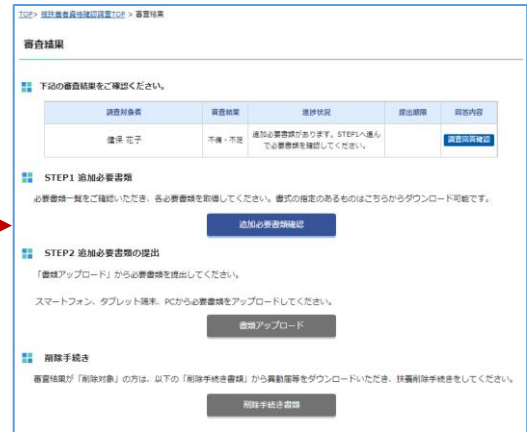 TOP> 被扶養者資格確認調査TOP > 審査結果
審査結果
下記の審査結果をご確認ください。
調査対象者 審査結果 進捗状況 提出期限 回答内容
健保 花子 不備・不足 追加必要書類があります。STEP1へ進んで必要書類を確認してください。 調査回答確認
STEP1 追加必要書類
必要書類一覧をご確認いただき、各必要書類を取得してください。書式の指定のあるものはこちらからダウンロード可能です。
追加必要書類確認
STEP2 追加必要書類の提出
「書類アップロード」から必要書類を提出してください。
スマートフォン、タブレット端末、PCから必要書類をアップロードしてください。
書類アップロード
削除手続き
審査結果が「削除対象」の方は、以下の「削除手続き書類」から異動届等をダウンロードいただき、扶養削除手続きをしてください。
削除手続き書類